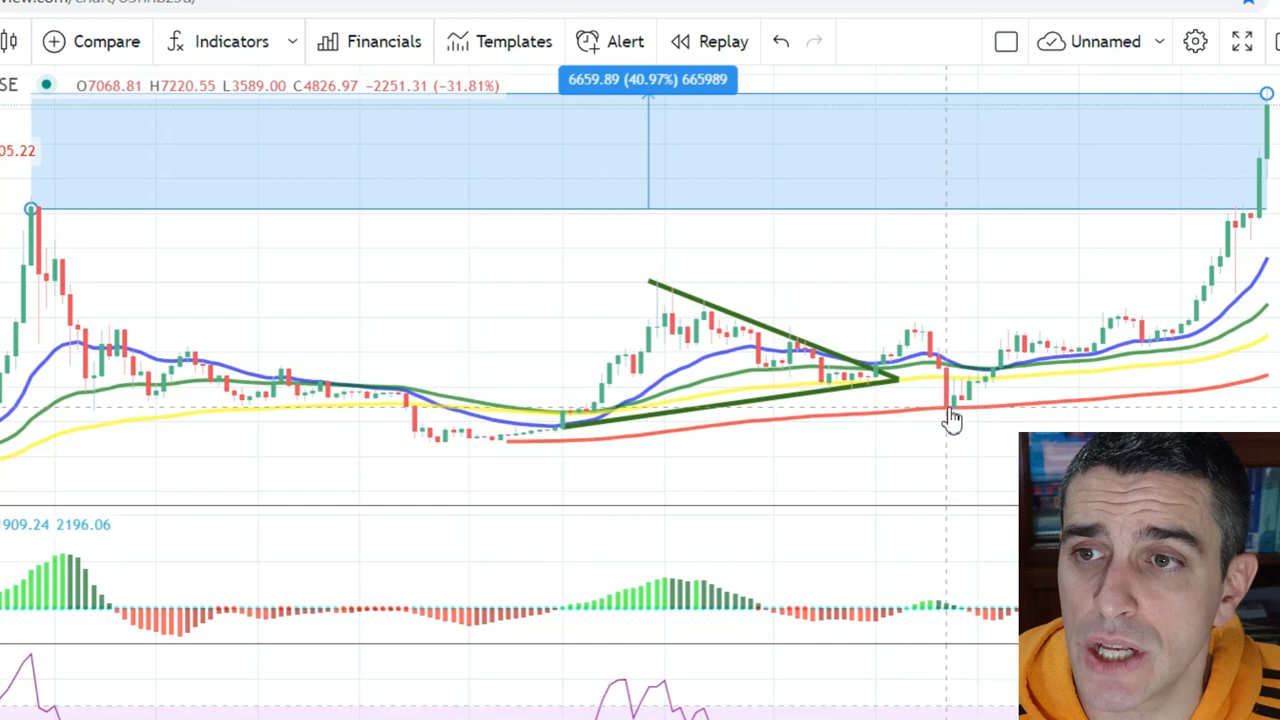 Compare
Indicators
Financials
Templates
Alert
Replay
Unnamed
SE
O7068.81 H7220.55 L3589.00 C4826.97 −2251.31 (−31.81%)
6659.89 (40.97%) 665989
05.22
1909.24 2196.06